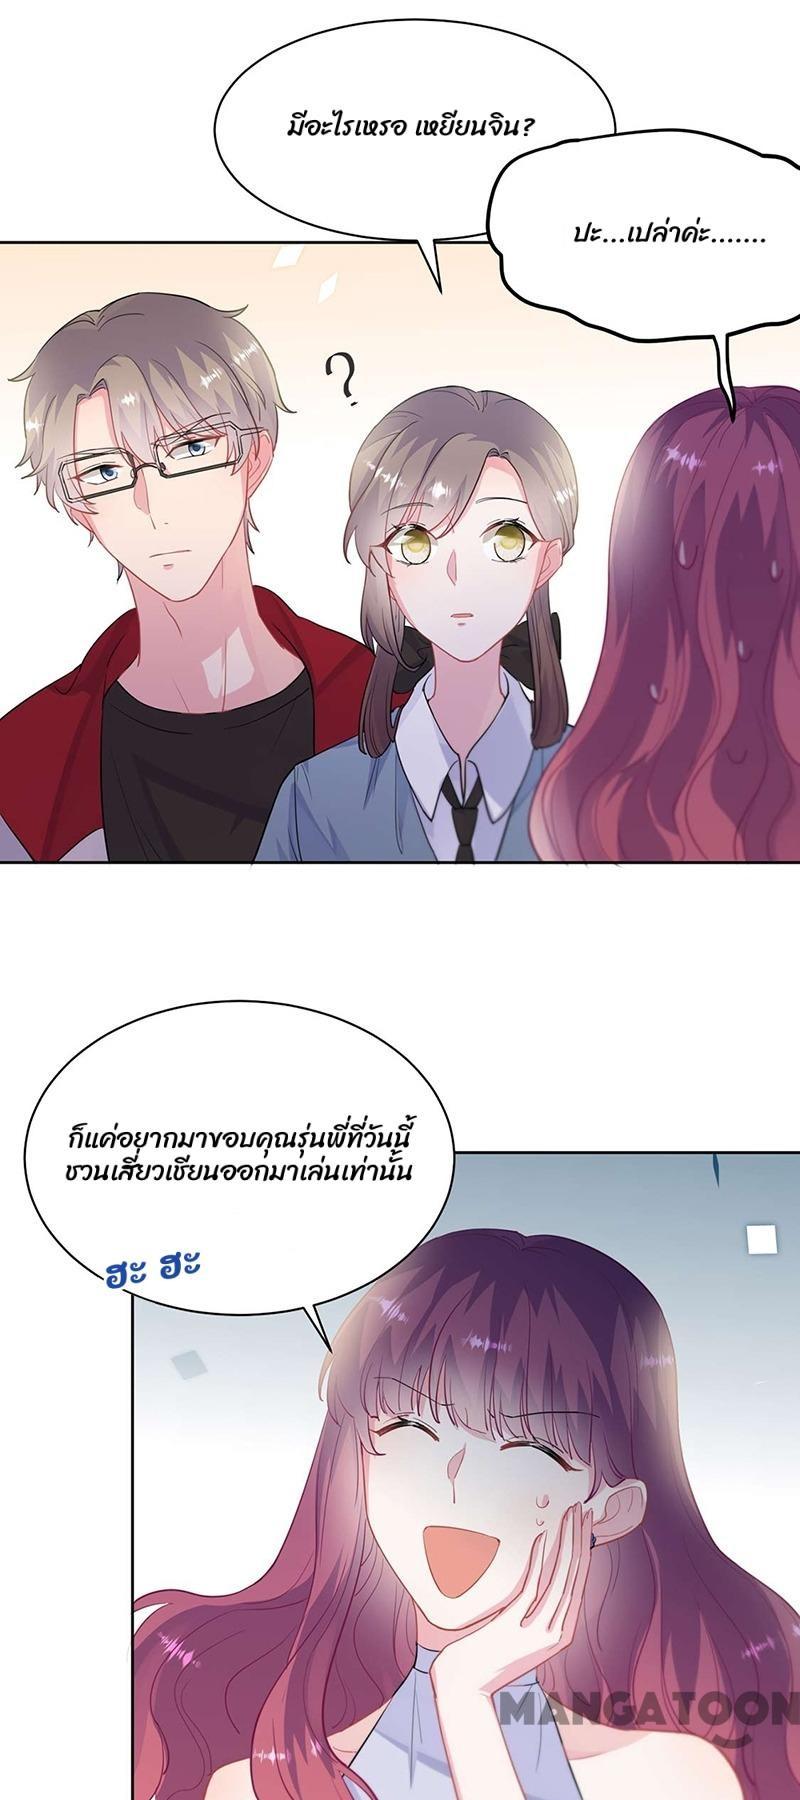 มีอะไรเหรอ เหยียนจิน?
ปะ...เปล่าค่ะ.......
?
ก็แค่อยากมาขอบคุณรุ่นพี่ที่วันนี้
ชวนเสี่ยวเชียนออกมาเล่นเท่านั้น
ฮะ ฮะ
MANGATOON